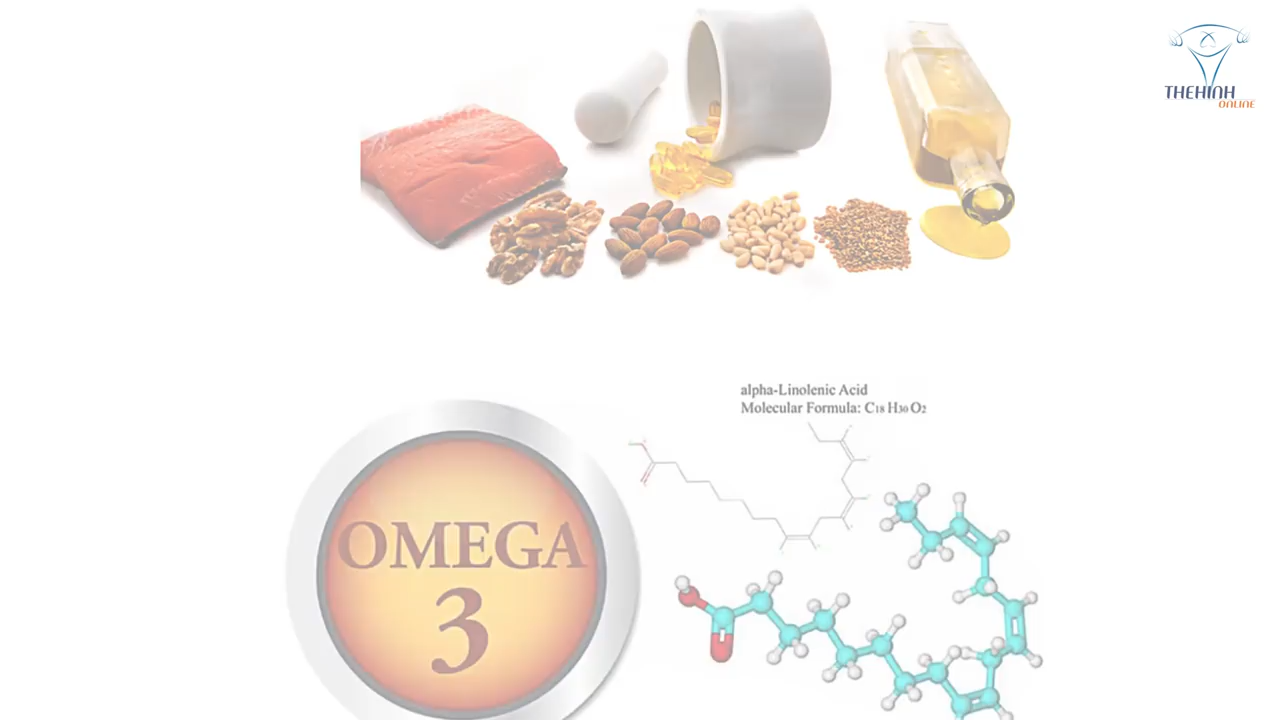 THEHINH
ONLINE
alpha-Linolenic Acid
Molecular Formula: C₁₈ H₃₀ O₂
OMEGA
3